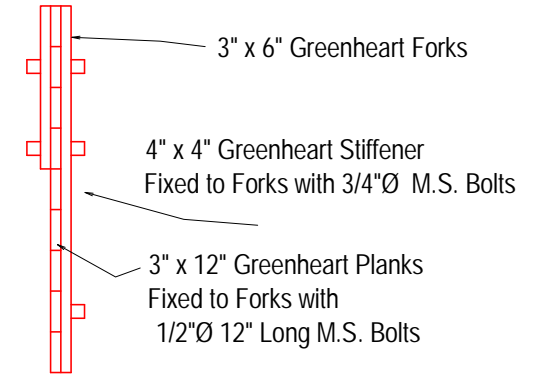 3" x 6" Greenheart Forks
4" x 4" Greenheart Stiffener
Fixed to Forks with 3/4"Ø M.S. Bolts
3" x 12" Greenheart Planks
Fixed to Forks with
1/2"Ø 12" Long M.S. Bolts